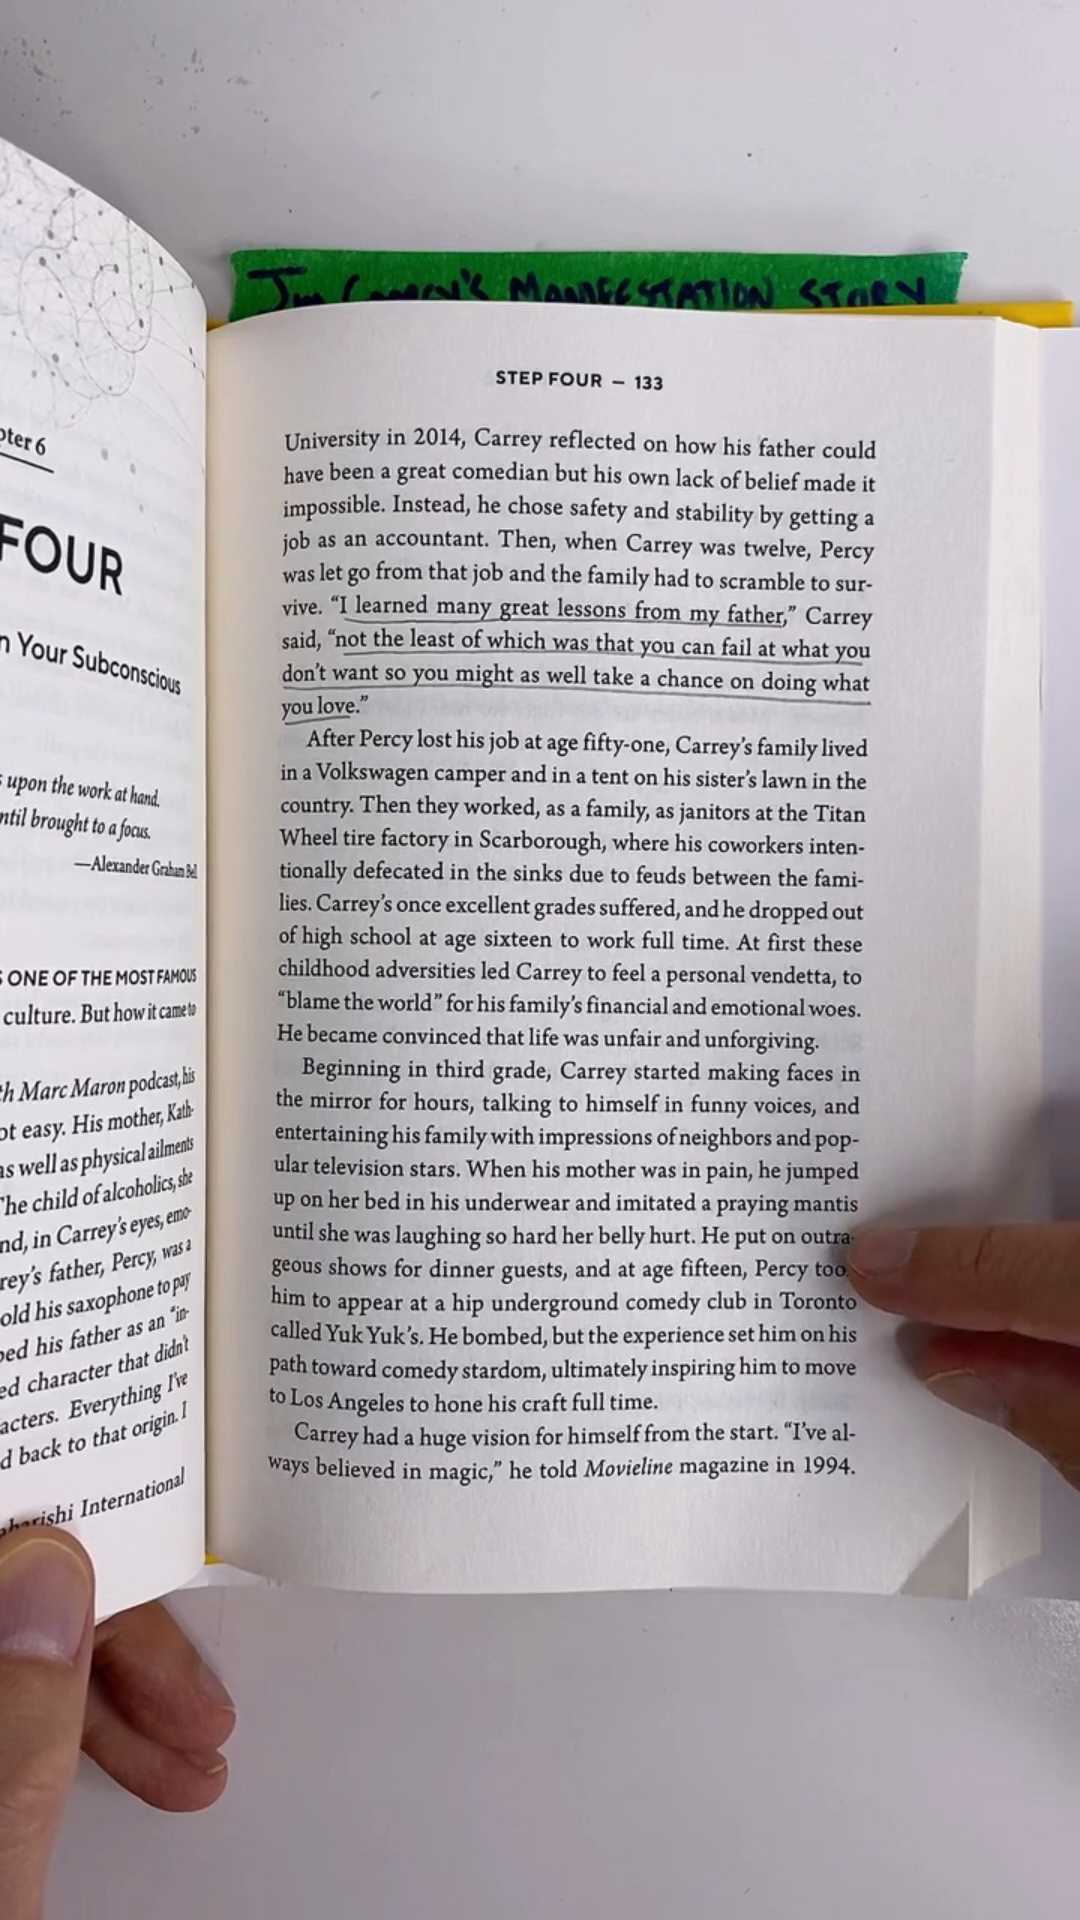 Jim Carrey's MANIFESTATION STORY
pter 6
FOUR
n Your Subconscious
s upon the work at hand.
ntil brought to a focus.
—Alexander Graham Bell
S ONE OF THE MOST FAMOUS
culture. But how it came to
th Marc Maron podcast, his
ot easy. His mother, Kath-
as well as physical ailments
The child of alcoholics, she
nd, in Carrey's eyes, emo-
rey's father, Percy, was a
old his saxophone to pay
bed his father as an "in-
ed character that didn't
acters. Everything I've
d back to that origin. I
aharishi International
STEP FOUR – 133
University in 2014, Carrey reflected on how his father could
have been a great comedian but his own lack of belief made it
impossible. Instead, he chose safety and stability by getting a
job as an accountant. Then, when Carrey was twelve, Percy
was let go from that job and the family had to scramble to sur-
vive. "I learned many great lessons from my father," Carrey
said, "not the least of which was that you can fail at what you
don't want so you might as well take a chance on doing what
you love."
After Percy lost his job at age fifty-one, Carrey's family lived
in a Volkswagen camper and in a tent on his sister's lawn in the
country. Then they worked, as a family, as janitors at the Titan
Wheel tire factory in Scarborough, where his coworkers inten-
tionally defecated in the sinks due to feuds between the fami-
lies. Carrey's once excellent grades suffered, and he dropped out
of high school at age sixteen to work full time. At first these
childhood adversities led Carrey to feel a personal vendetta, to
"blame the world" for his family's financial and emotional woes.
He became convinced that life was unfair and unforgiving.
Beginning in third grade, Carrey started making faces in
the mirror for hours, talking to himself in funny voices, and
entertaining his family with impressions of neighbors and pop-
ular television stars. When his mother was in pain, he jumped
up on her bed in his underwear and imitated a praying mantis
until she was laughing so hard her belly hurt. He put on outra-
geous shows for dinner guests, and at age fifteen, Percy too
him to appear at a hip underground comedy club in Toronto
called Yuk Yuk's. He bombed, but the experience set him on his
path toward comedy stardom, ultimately inspiring him to move
to Los Angeles to hone his craft full time.
Carrey had a huge vision for himself from the start. "I've al-
ways believed in magic," he told Movieline magazine in 1994.